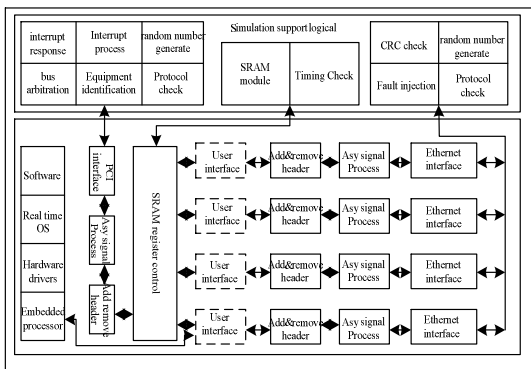 Simulation support logical
interrupt
response
Interrupt
process
random number
generate
bus
arbitration
Equipment
identification
Protocol
check
SRAM
module
Timing Check
CRC check
random number
generate
Fault injection
Protocol
check
Software
Real time
OS
Hardware
drivers
Embedded
processor
PCI
interface
Asy signal
Process
Add remove
header
SRAM register control
User
interface
Add&remove
header
Asy signal
Process
Ethernet
interface
User
interface
Add&remove
header
Asy signal
Process
Ethernet
interface
User
interface
Add&remove
header
Asy signal
Process
Ethernet
interface
User
interface
Add&remove
header
Asy signal
Process
Ethernet
interface